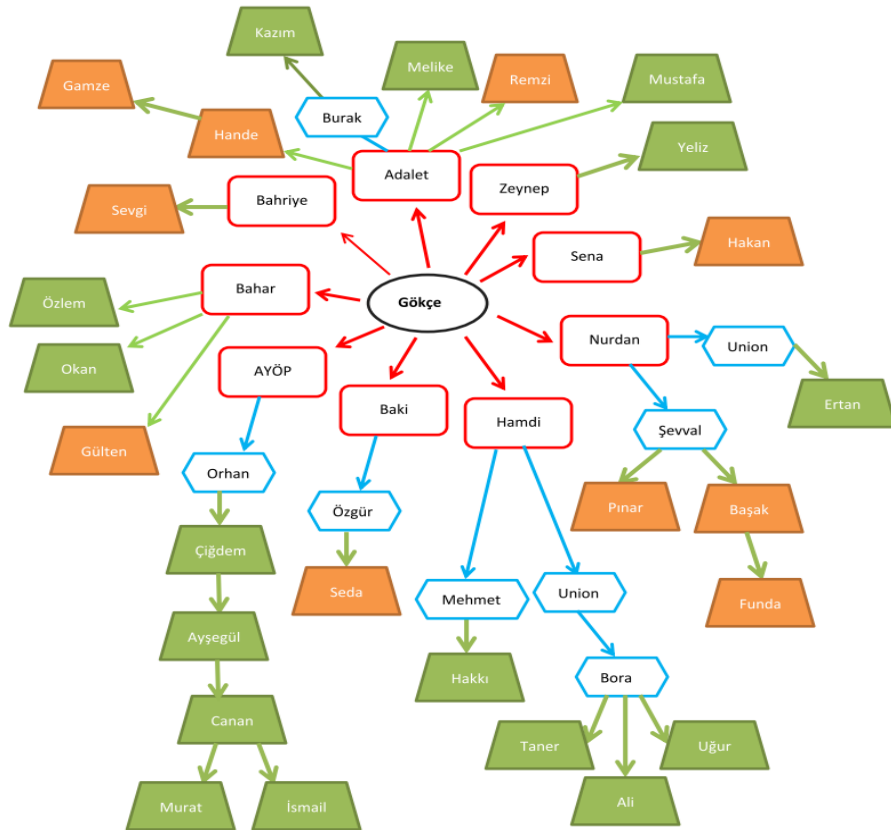 Kazım
Melike
Remzi
Mustafa
Gamze
Burak
Hande
Yeliz
Adalet
Zeynep
Bahriye
Sevgi
Sena
Hakan
Bahar
Gökçe
Özlem
Nurdan
Union
Okan
AYÖP
Baki
Hamdi
Ertan
Şevval
Gülten
Orhan
Özgür
Pınar
Başak
Çiğdem
Seda
Mehmet
Union
Funda
Ayşegül
Hakkı
Bora
Canan
Taner
Uğur
Murat
İsmail
Ali